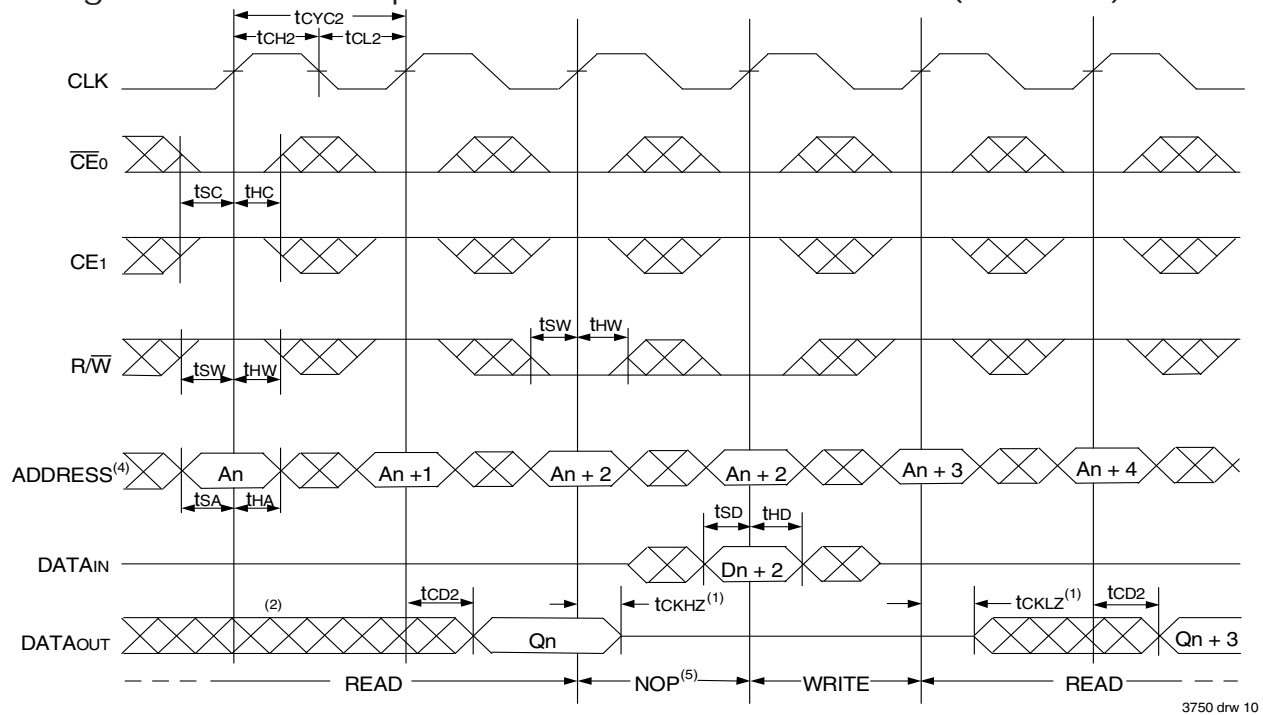 tCYC2
tCH2 tCL2
CLK
CE0
tSC tHC
CE1
tSW tHW
R/W
tSW tHW
ADDRESS(4) An An +1 An + 2 An + 2 An + 3 An + 4
tSA tHA
tSD tHD
DATAIN Dn + 2
(2) tCD2 tCKHZ(1) tCKLZ(1) tCD2
DATAOUT Qn Qn + 3
READ NOP(5) WRITE READ
3750 drw 10